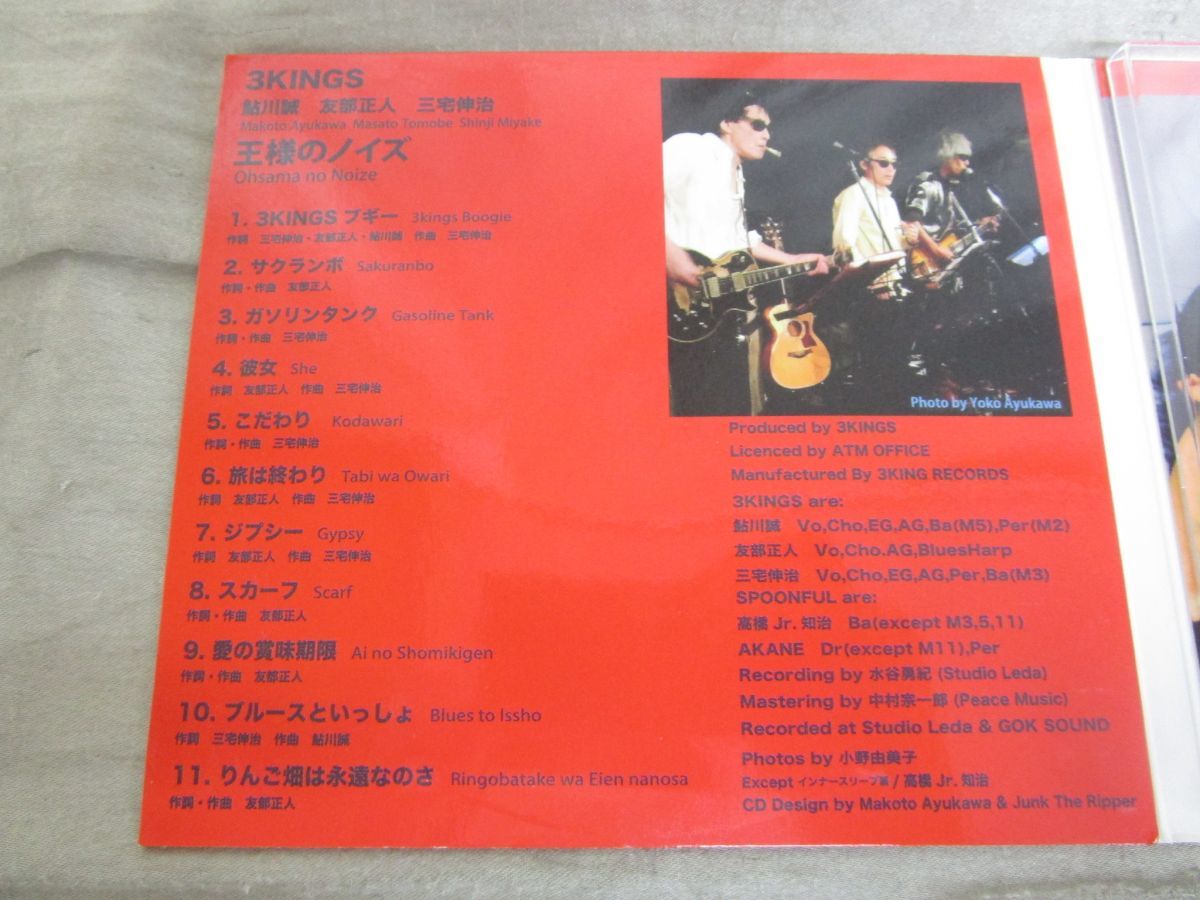 3KINGS
鮎川誠　友部正人　三宅伸治
Makoto Ayukawa Masato Tomobe Shinji Miyake
王様のノイズ
Ohsama no Noize
1. 3KINGS ブギー 3kings Boogie
作詞　三宅伸治・友部正人・鮎川誠　作曲　三宅伸治
2. サクランボ Sakuranbo
作詞・作曲　友部正人
3. ガソリンタンク Gasoline Tank
作詞・作曲　三宅伸治
4. 彼女 She
作詞　友部正人　作曲　三宅伸治
5. こだわり Kodawari
作詞・作曲　三宅伸治
6. 旅は終わり Tabi wa Owari
作詞　友部正人　作曲　三宅伸治
7. ジプシー Gypsy
作詞　友部正人　作曲　三宅伸治
8. スカーフ Scarf
作詞・作曲　友部正人
9. 愛の賞味期限 Ai no Shomikigen
作詞・作曲　友部正人
10. ブルースといっしょ Blues to Issho
作詞　三宅伸治　作曲　鮎川誠
11. りんご畑は永遠なのさ Ringobatake wa Eien nanosa
作詞・作曲　友部正人
Photo by Yoko Ayukawa
Produced by 3KINGS
Licenced by ATM OFFICE
Manufactured By 3KING RECORDS
3KINGS are:
鮎川誠　Vo,Cho,EG,AG,Ba(M5),Per(M2)
友部正人　Vo,Cho.AG,BluesHarp
三宅伸治　Vo,Cho,EG,AG,Per,Ba(M3)
SPOONFUL are:
高橋 Jr. 知治　Ba(except M3,5,11)
AKANE　Dr(except M11),Per
Recording by 水谷勇紀 (Studio Leda)
Mastering by 中村宗一郎 (Peace Music)
Recorded at Studio Leda & GOK SOUND
Photos by 小野由美子
Except インナースリーブ裏 / 高橋 Jr. 知治
CD Design by Makoto Ayukawa & Junk The Ripper